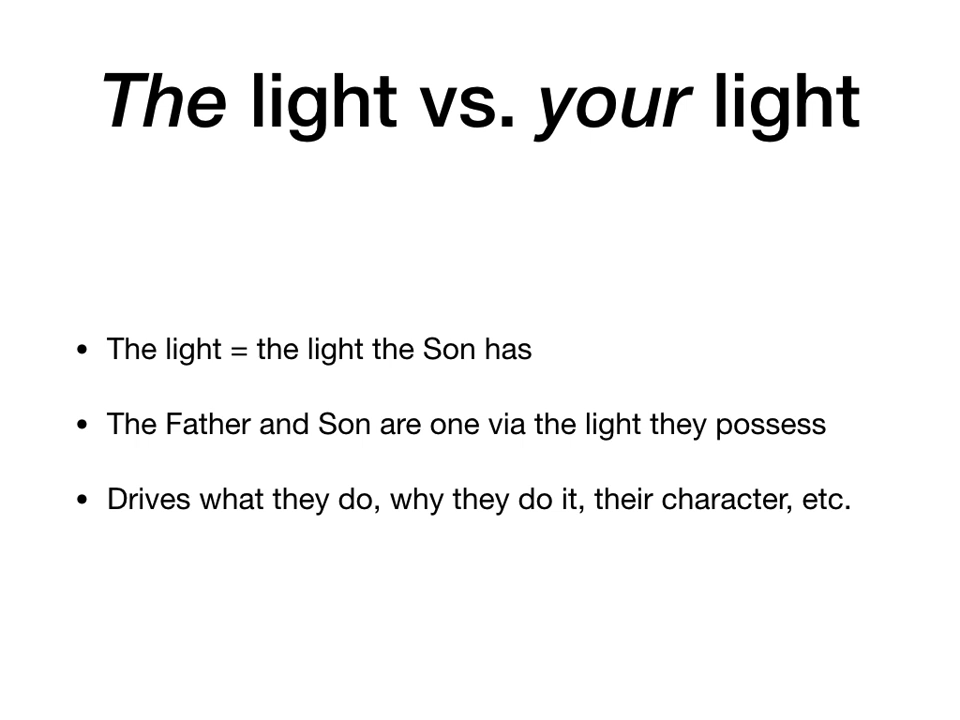 The light vs. your light
• The light = the light the Son has
• The Father and Son are one via the light they possess
• Drives what they do, why they do it, their character, etc.